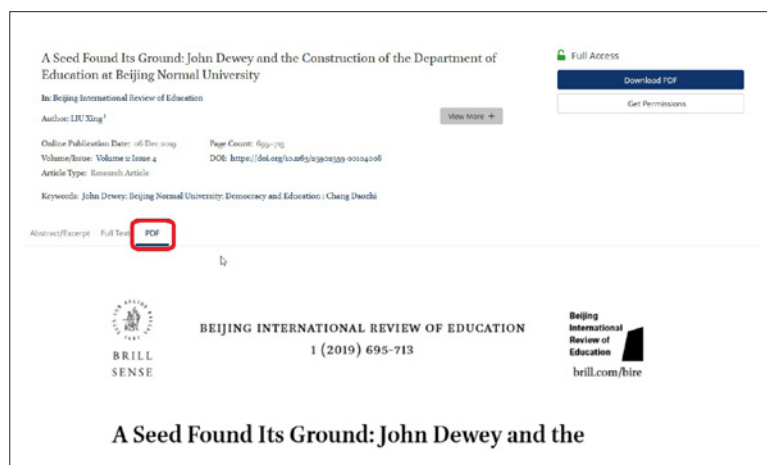 A Seed Found Its Ground: John Dewey and the Construction of the Department of
Education at Beijing Normal University
Full Access
Download PDF
Get Permissions
In: Beijing International Review of Education
Author: LIU Xing¹
View More +
Online Publication Date: 06 Dec 2019
Page Count: 695–713
Volume/Issue: Volume 1: Issue 4
DOI: https://doi.org/10.1163/25902539-00104008
Article Type: Research Article
Keywords: John Dewey; Beijing Normal University; Democracy and Education ; Chang Daozhi
Abstract/Excerpt
Full Text
PDF
BRILL
SENSE
BEIJING INTERNATIONAL REVIEW OF EDUCATION
1 (2019) 695-713
Beijing
International
Review of
Education
brill.com/bire
A Seed Found Its Ground: John Dewey and the